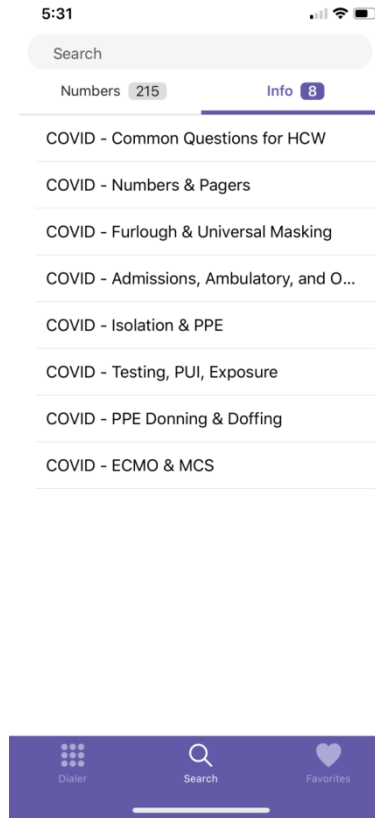 5:31
Search
Numbers 215 Info 8
COVID - Common Questions for HCW
COVID - Numbers & Pagers
COVID - Furlough & Universal Masking
COVID - Admissions, Ambulatory, and O...
COVID - Isolation & PPE
COVID - Testing, PUI, Exposure
COVID - PPE Donning & Doffing
COVID - ECMO & MCS
Dialer Search Favorites